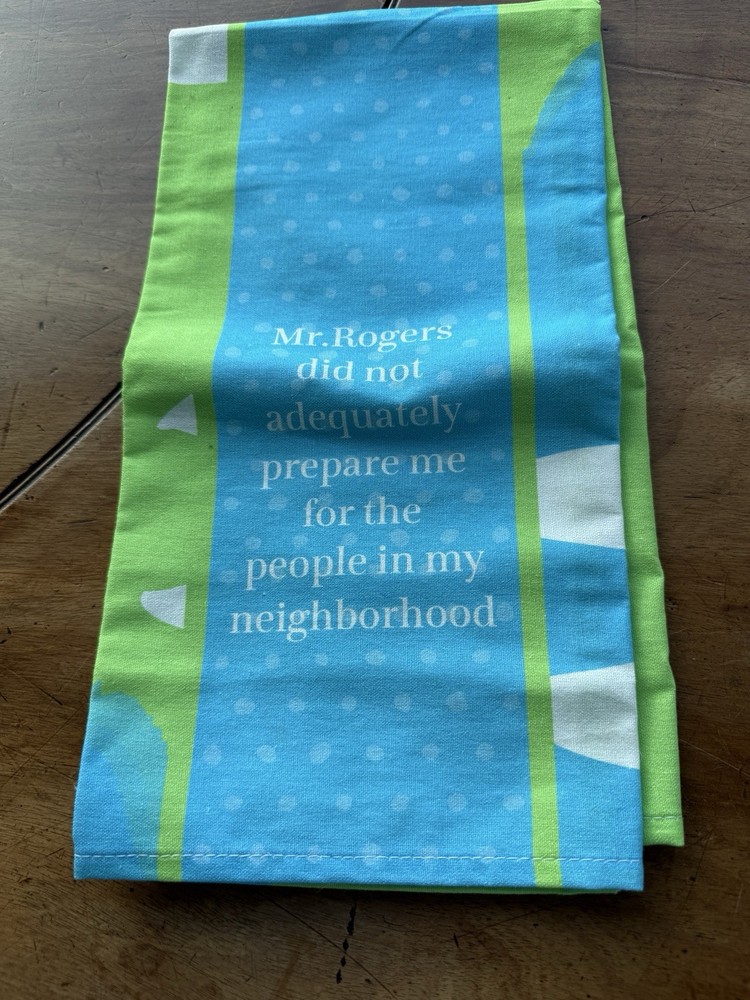 Mr.Rogers
did not
adequately
prepare me
for the
people in my
neighborhood